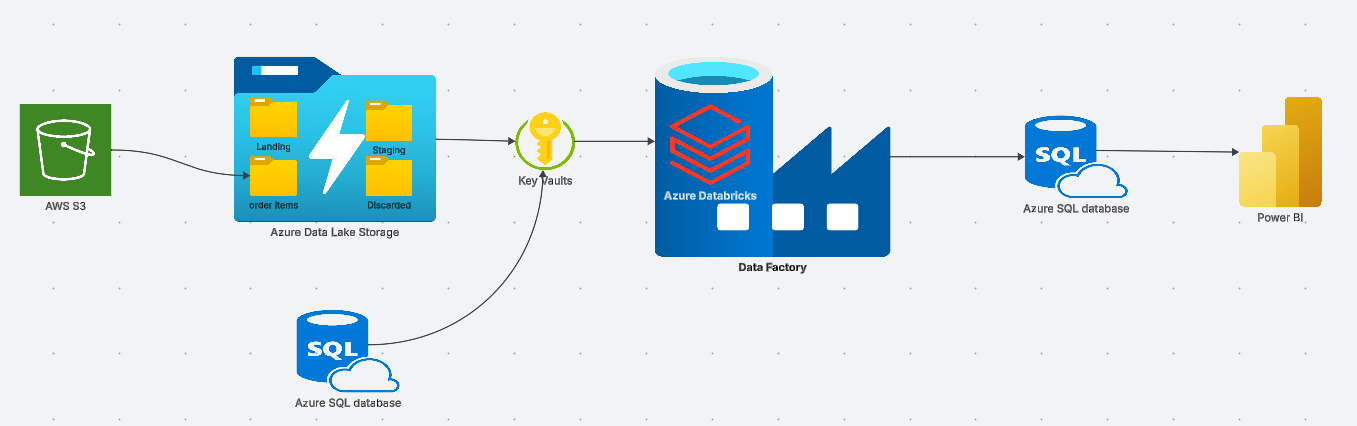 AWS S3
Landing
Staging
order items
Discarded
Azure Data Lake Storage
Key Vaults
SQL
Azure SQL database
Azure Databricks
Data Factory
SQL
Azure SQL database
Power BI